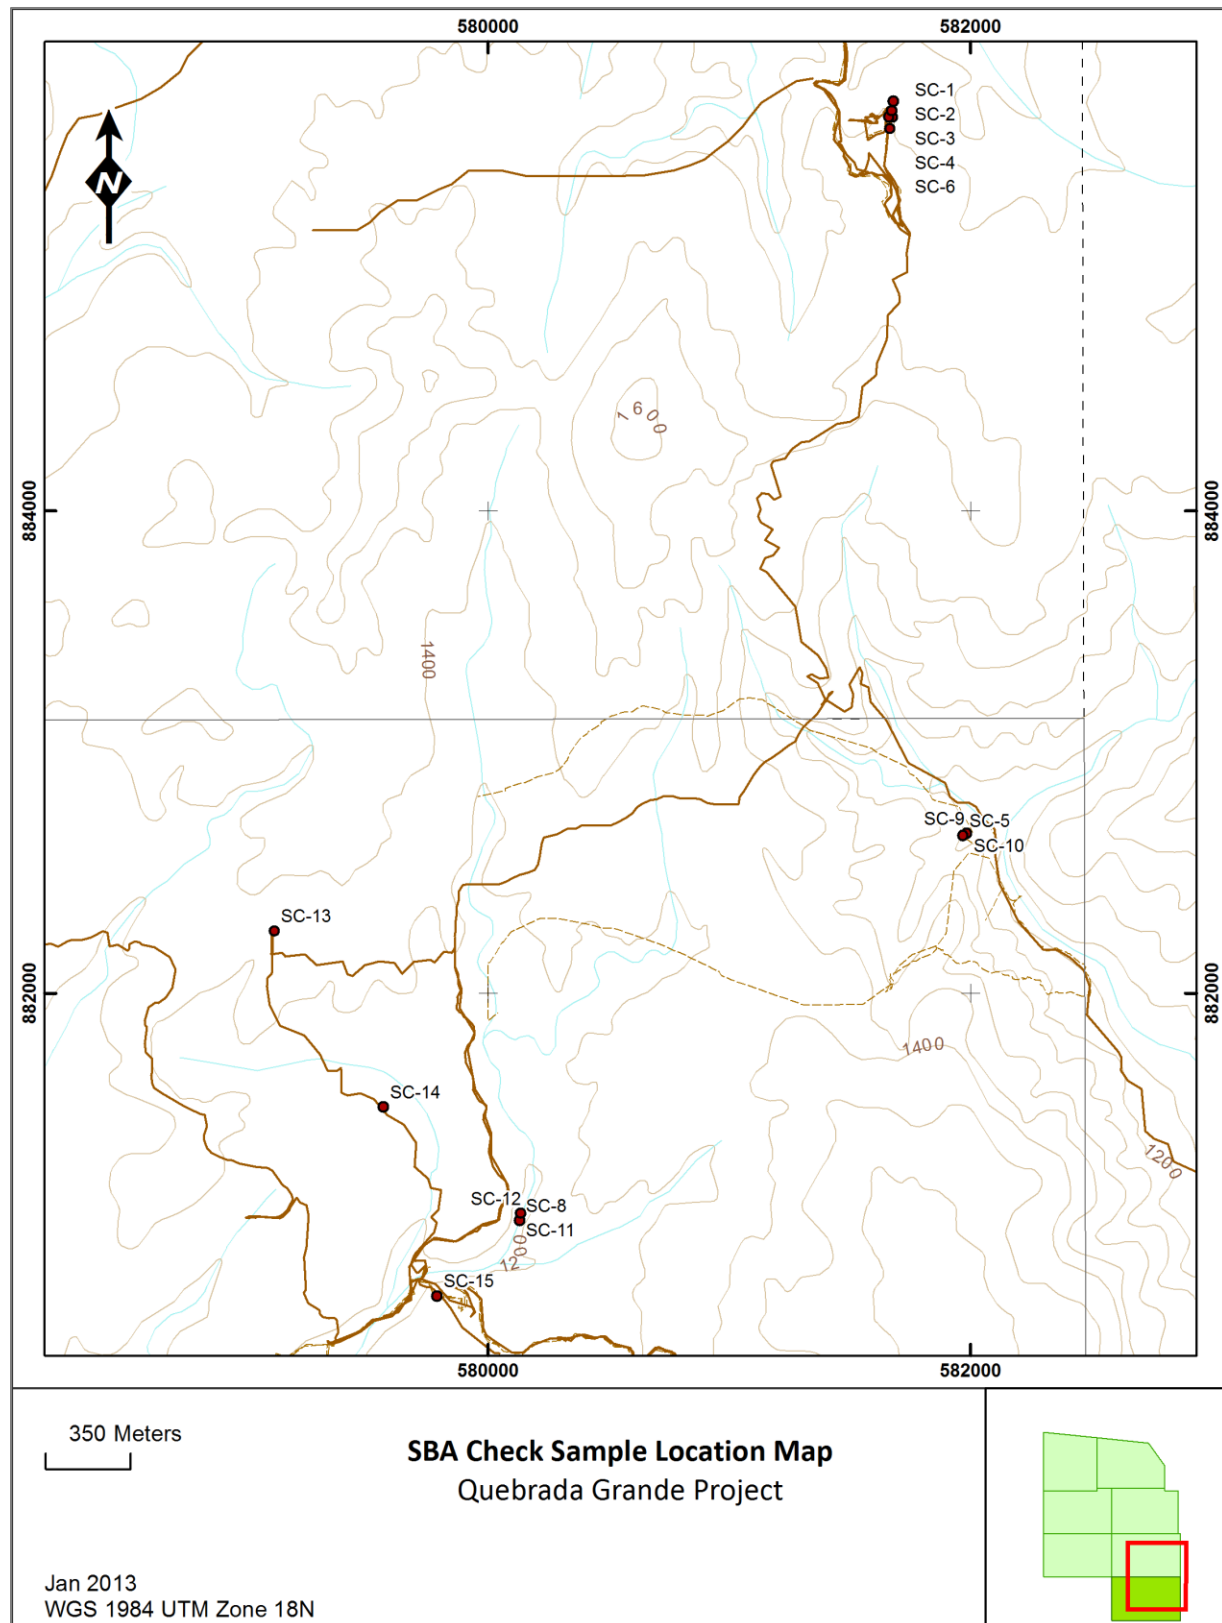 580000
582000
N
SC-1
SC-2
SC-3
SC-4
SC-6
1600
884000
884000
1400
SC-9
SC-5
SC-10
SC-13
882000
882000
1400
SC-14
1200
SC-12
SC-8
SC-11
1200
SC-15
580000
582000
350 Meters
SBA Check Sample Location Map
Quebrada Grande Project
Jan 2013
WGS 1984 UTM Zone 18N